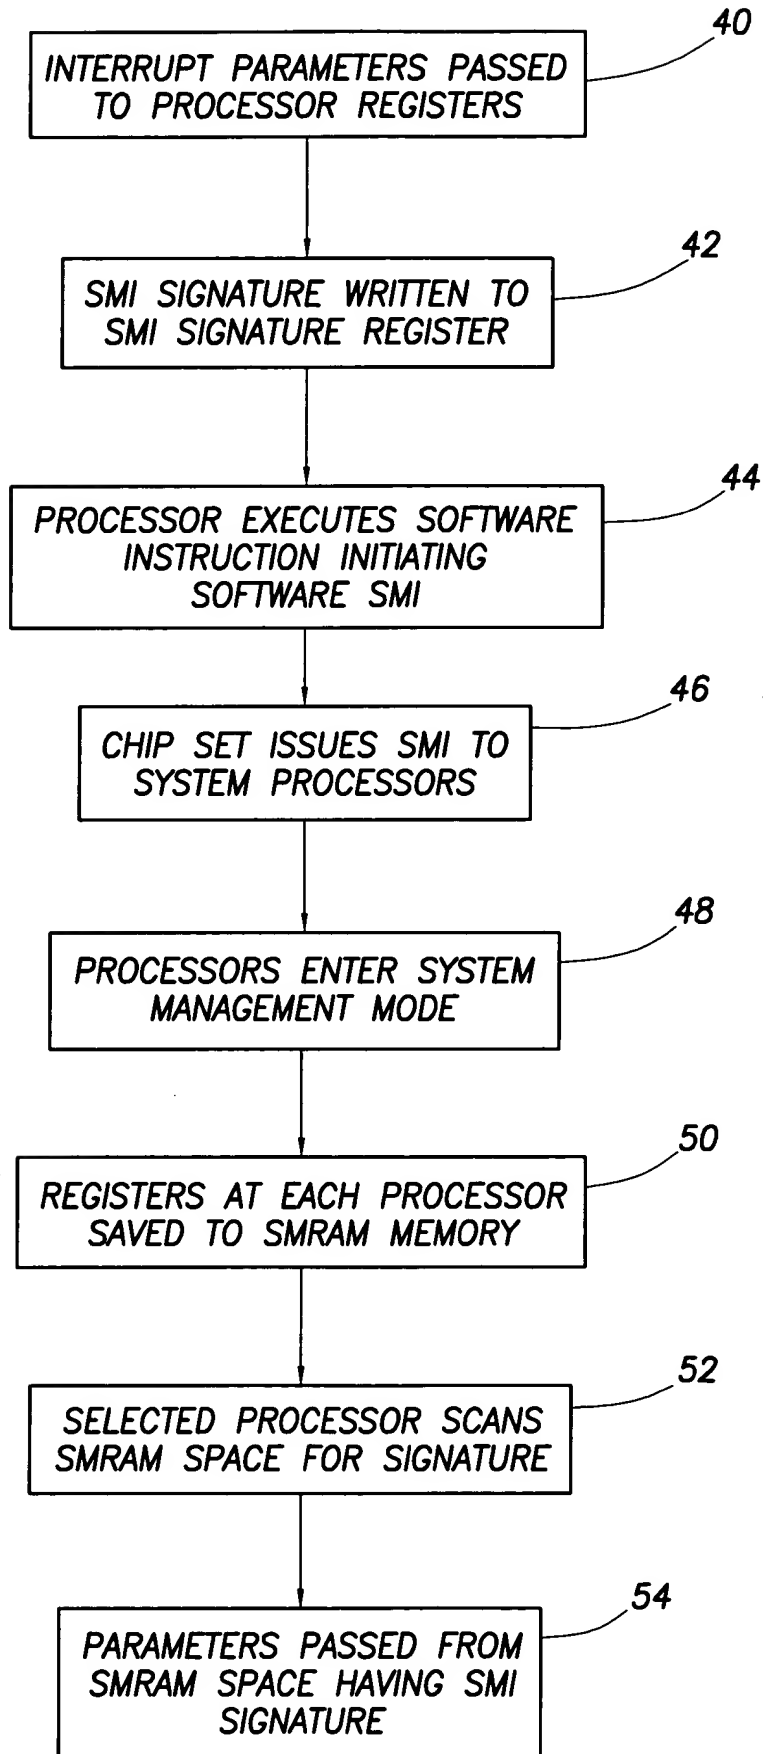 40
INTERRUPT PARAMETERS PASSED
TO PROCESSOR REGISTERS
42
SMI SIGNATURE WRITTEN TO
SMI SIGNATURE REGISTER
44
PROCESSOR EXECUTES SOFTWARE
INSTRUCTION INITIATING
SOFTWARE SMI
46
CHIP SET ISSUES SMI TO
SYSTEM PROCESSORS
48
PROCESSORS ENTER SYSTEM
MANAGEMENT MODE
50
REGISTERS AT EACH PROCESSOR
SAVED TO SMRAM MEMORY
52
SELECTED PROCESSOR SCANS
SMRAM SPACE FOR SIGNATURE
54
PARAMETERS PASSED FROM
SMRAM SPACE HAVING SMI
SIGNATURE